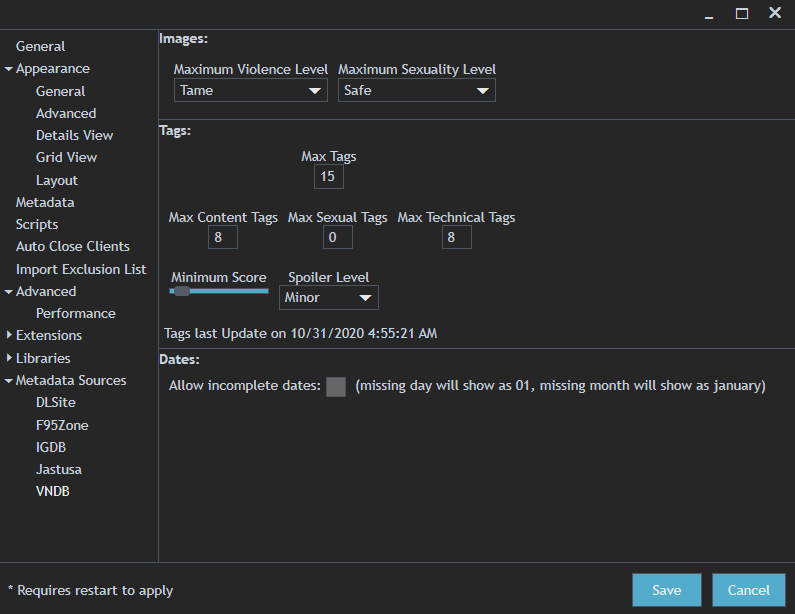 General
Appearance
General
Advanced
Details View
Grid View
Layout
Metadata
Scripts
Auto Close Clients
Import Exclusion List
Advanced
Performance
Extensions
Libraries
Metadata Sources
DLSite
F95Zone
IGDB
Jastusa
VNDB
Images:
Maximum Violence Level Maximum Sexuality Level
Tame Safe
Tags:
Max Tags
15
Max Content Tags Max Sexual Tags Max Technical Tags
8 0 8
Minimum Score Spoiler Level
Minor
Tags last Update on 10/31/2020 4:55:21 AM
Dates:
Allow incomplete dates: (missing day will show as 01, missing month will show as january)
* Requires restart to apply
Save Cancel